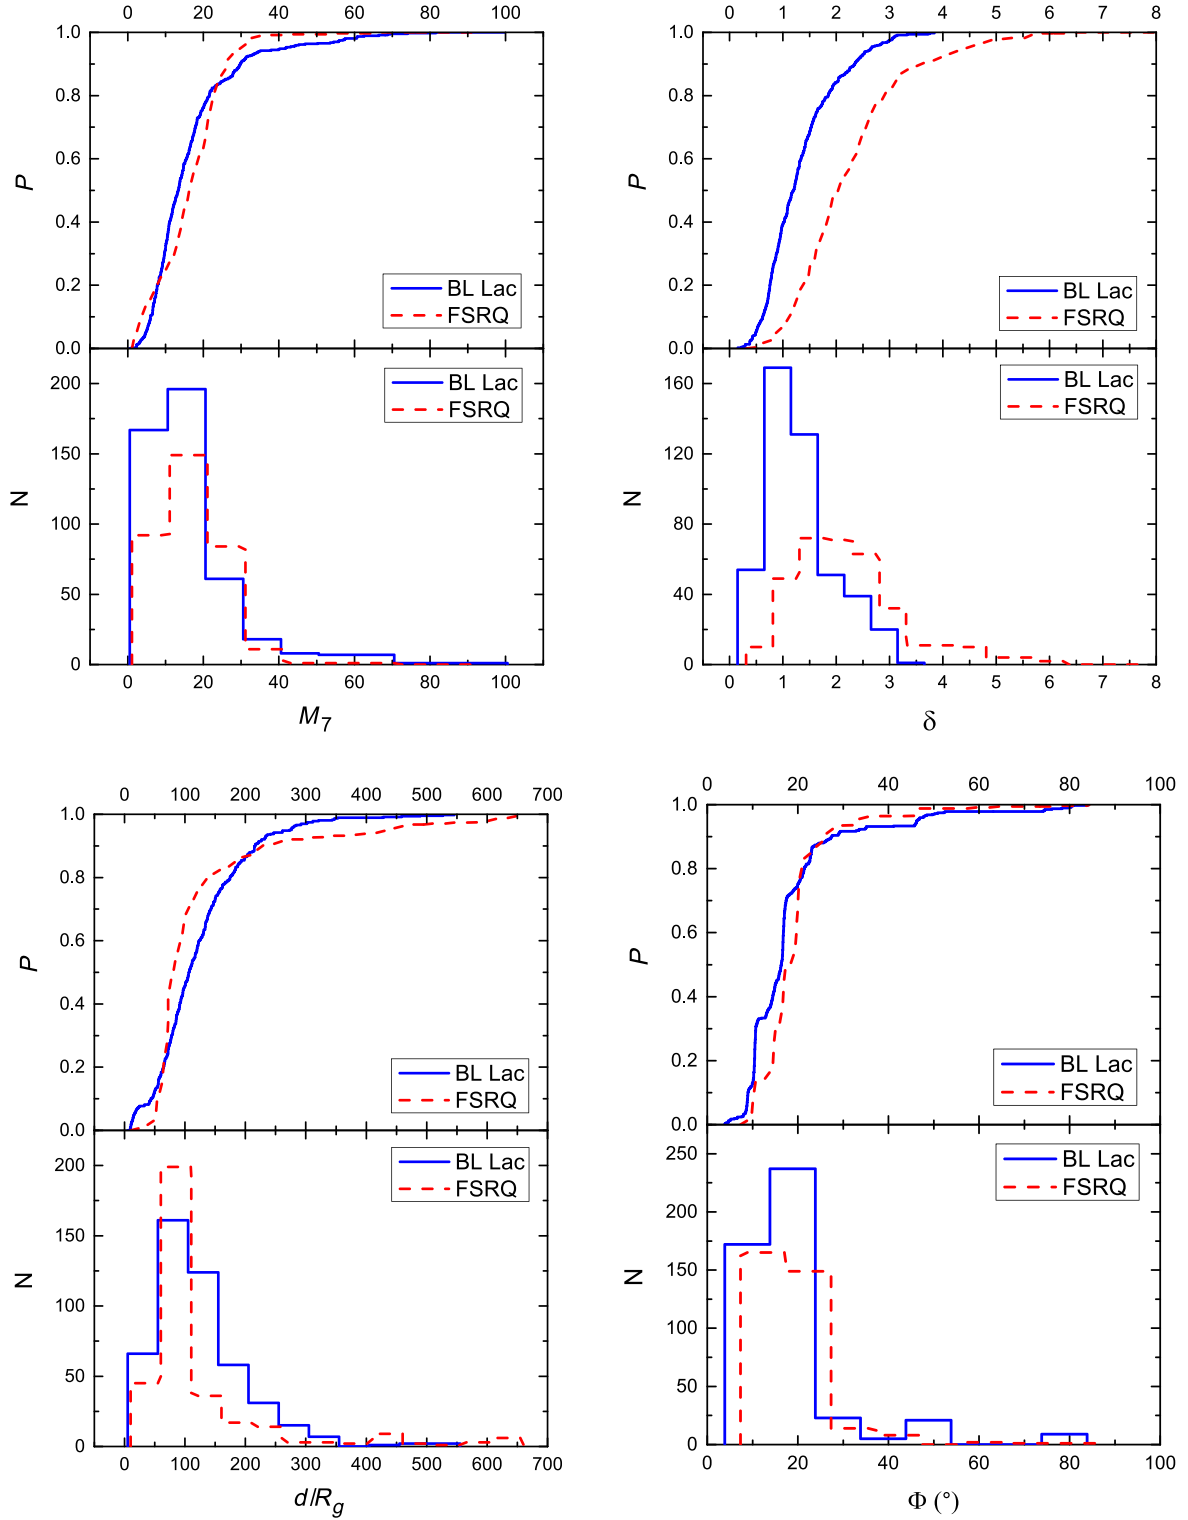 0 20 40 60 80 100
1.0
0.8
0.6
0.4
0.2
0.0
P
BL Lac
FSRQ
200
150
100
50
0
N
BL Lac
FSRQ
0 20 40 60 80 100
M7
0 1 2 3 4 5 6 7 8
1.0
0.8
0.6
0.4
0.2
0.0
P
BL Lac
FSRQ
160
120
80
40
0
N
BL Lac
FSRQ
0 1 2 3 4 5 6 7 8
δ
0 100 200 300 400 500 600 700
1.0
0.8
0.6
0.4
0.2
0.0
P
BL Lac
FSRQ
200
150
100
50
0
N
BL Lac
FSRQ
0 100 200 300 400 500 600 700
d/Rg
0 20 40 60 80 100
1.0
0.8
0.6
0.4
0.2
0.0
P
BL Lac
FSRQ
250
200
150
100
50
0
N
BL Lac
FSRQ
0 20 40 60 80 100
Φ (°)